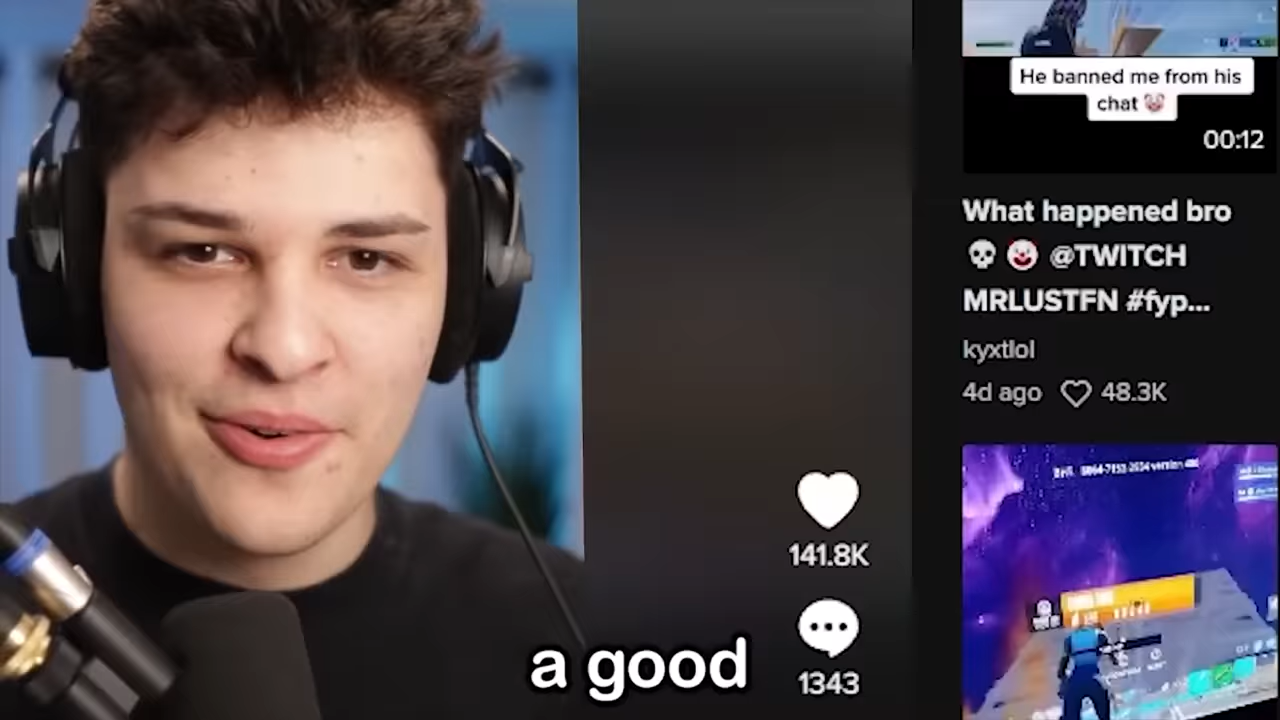 He banned me from his
chat 🤡
00:12
What happened bro
💀 🤡 @TWITCH
MRLUSTFN #fyp...
kyxtlol
4d ago ♡ 48.3K
141.8K
1343
a good